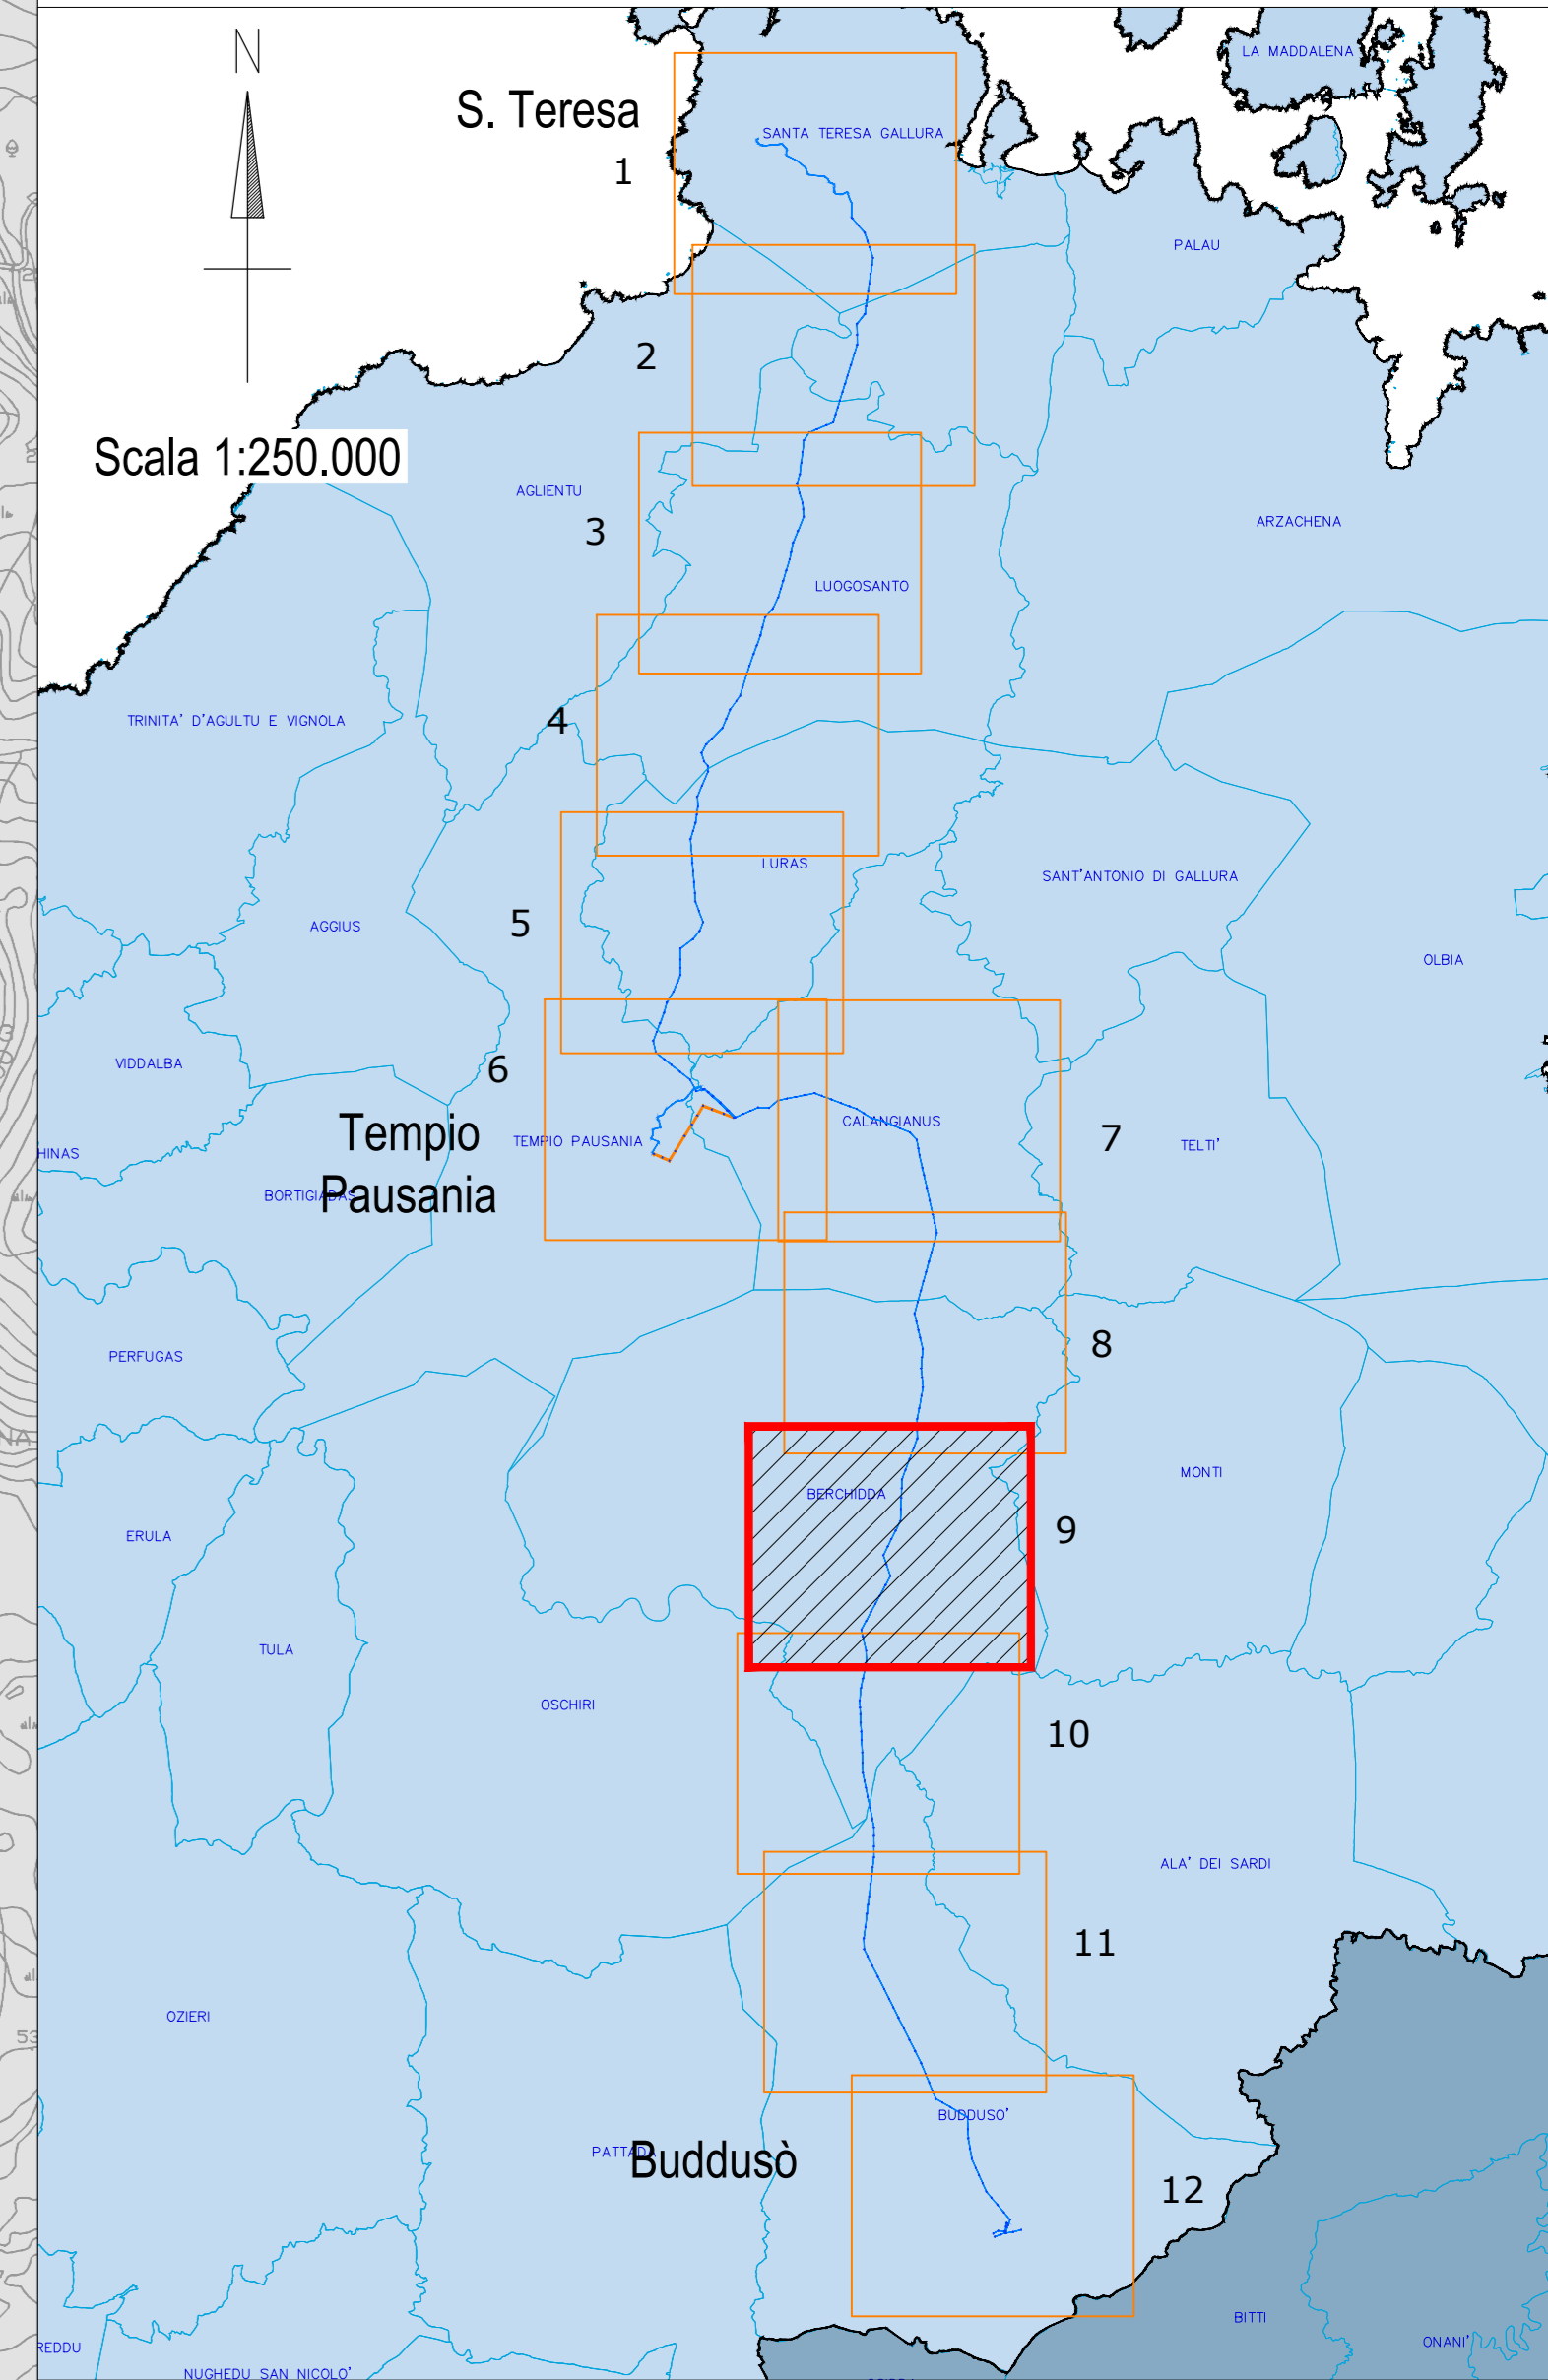 N
LA MADDALENA
S. Teresa
SANTA TERESA GALLURA
1
PALAU
2
Scala 1:250.000
AGLIENTU
3
ARZACHENA
LUOGOSANTO
TRINITA' D'AGULTU E VIGNOLA
4
LURAS
SANT'ANTONIO DI GALLURA
5
AGGIUS
OLBIA
VIDDALBA
6
CALANGIANUS
Tempio
Pausania
TEMPIO PAUSANIA
7
TELTI'
HINAS
BORTIGIADAS
8
PERFUGAS
MONTI
BERCHIDDA
9
ERULA
TULA
OSCHIRI
10
ALA' DEI SARDI
11
OZIERI
53
BUDDUSO'
PATTADA
Buddusò
12
BITTI
REDDU
ONANI'
NUGHEDU SAN NICOLO'